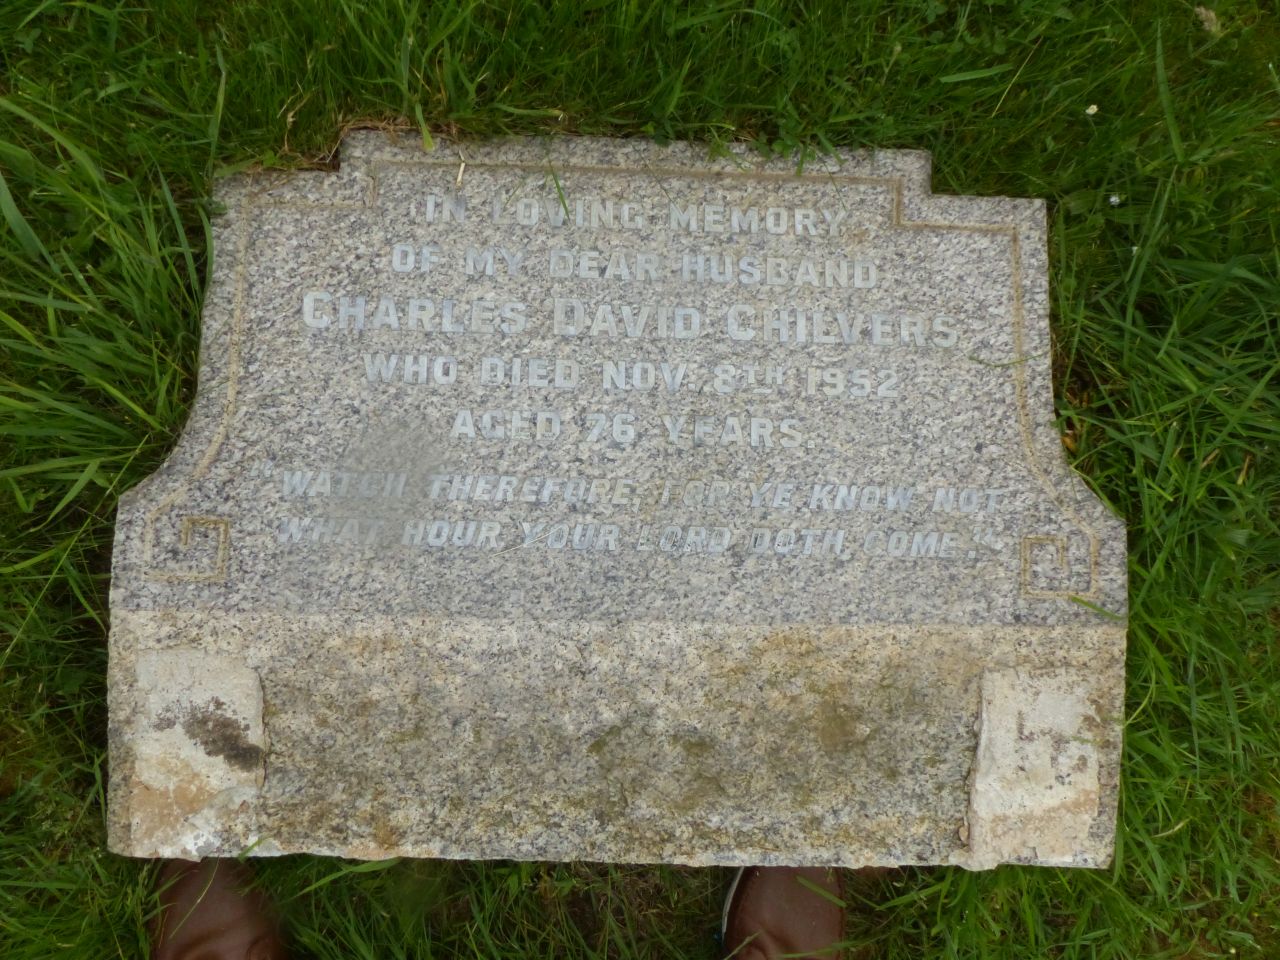 IN LOVING MEMORY
OF MY DEAR HUSBAND
CHARLES DAVID CHILVERS
WHO DIED NOV. 8TH 1952
AGED 76 YEARS.
"WATCH THEREFORE, FOR YE KNOW NOT
WHAT HOUR YOUR LORD DOTH COME."